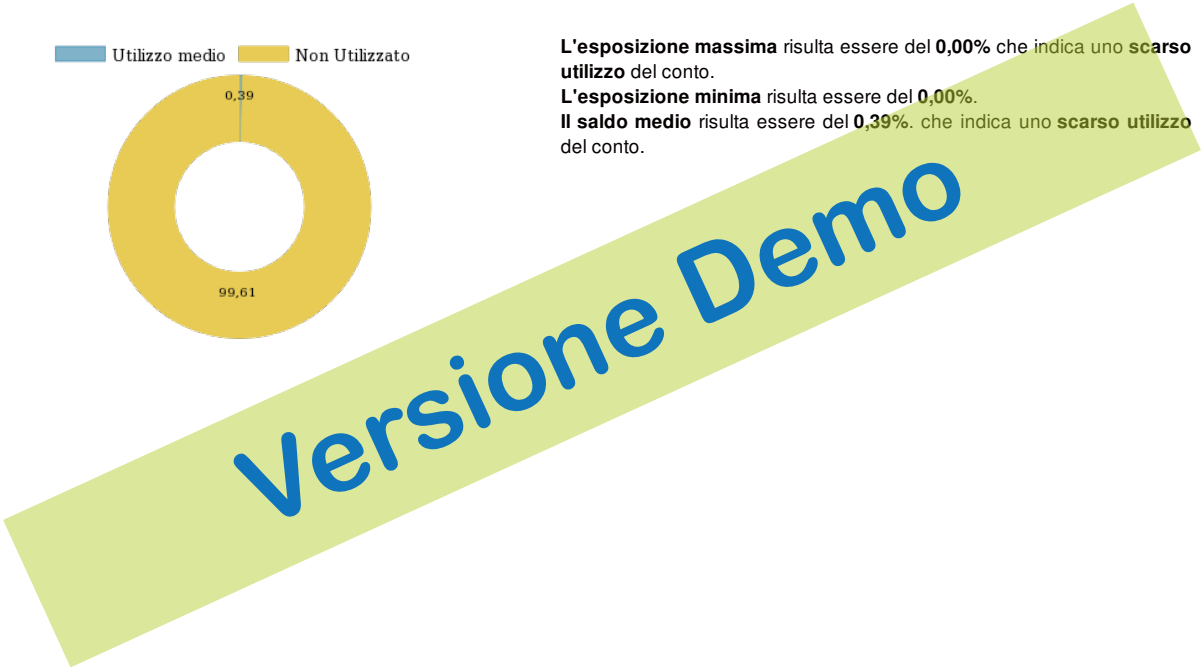 Utilizzo medio Non Utilizzato
0,39
99,61
L'esposizione massima risulta essere del 0,00% che indica uno scarso
utilizzo del conto.
L'esposizione minima risulta essere del 0,00%.
Il saldo medio risulta essere del 0,39%. che indica uno scarso utilizzo
del conto.
Versione Demo